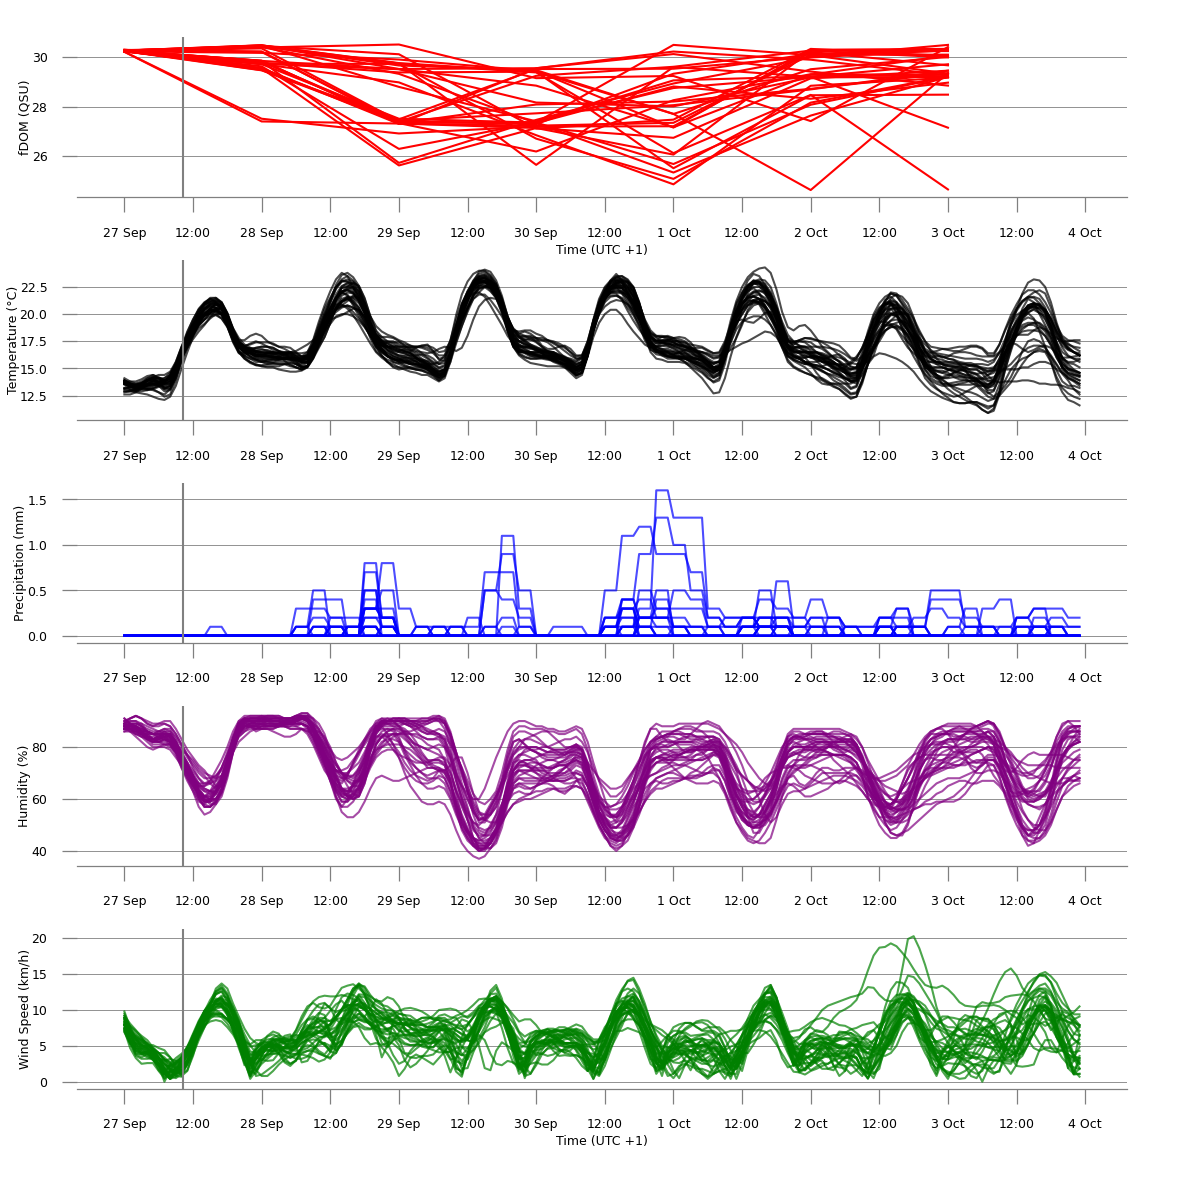 fDOM (QSU)
30
28
26
27 Sep 12:00 28 Sep 12:00 29 Sep 12:00 30 Sep 12:00 1 Oct 12:00 2 Oct 12:00 3 Oct 12:00 4 Oct
Time (UTC +1)
Temperature (°C)
22.5
20.0
17.5
15.0
12.5
27 Sep 12:00 28 Sep 12:00 29 Sep 12:00 30 Sep 12:00 1 Oct 12:00 2 Oct 12:00 3 Oct 12:00 4 Oct
Precipitation (mm)
1.5
1.0
0.5
0.0
27 Sep 12:00 28 Sep 12:00 29 Sep 12:00 30 Sep 12:00 1 Oct 12:00 2 Oct 12:00 3 Oct 12:00 4 Oct
Humidity (%)
80
60
40
27 Sep 12:00 28 Sep 12:00 29 Sep 12:00 30 Sep 12:00 1 Oct 12:00 2 Oct 12:00 3 Oct 12:00 4 Oct
Wind Speed (km/h)
20
15
10
5
0
27 Sep 12:00 28 Sep 12:00 29 Sep 12:00 30 Sep 12:00 1 Oct 12:00 2 Oct 12:00 3 Oct 12:00 4 Oct
Time (UTC +1)